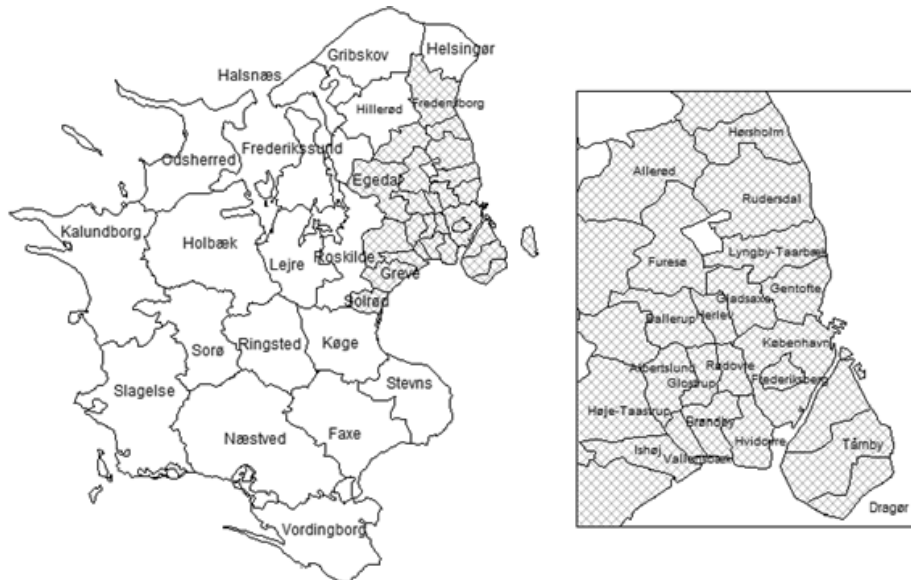 Helsingør
Gribskov
Halsnæs
Hillerød
Fredensborg
Frederikssund
Odsherred
Egedal
Kalundborg
Holbæk
Lejre
Roskilde
Greve
Solrød
Sorø
Ringsted
Køge
Slagelse
Stevns
Næstved
Faxe
Vordingborg
Hørsholm
Allerød
Rudersdal
Lyngby-Taarbæk
Furesø
Gentofte
Gladsaxe
Ballerup
Herlev
København
Albertslund
Rødovre
Glostrup
Frederiksberg
Høje-Taastrup
Brøndby
Hvidovre
Ishøj
Vallensbæk
Tårnby
Dragør